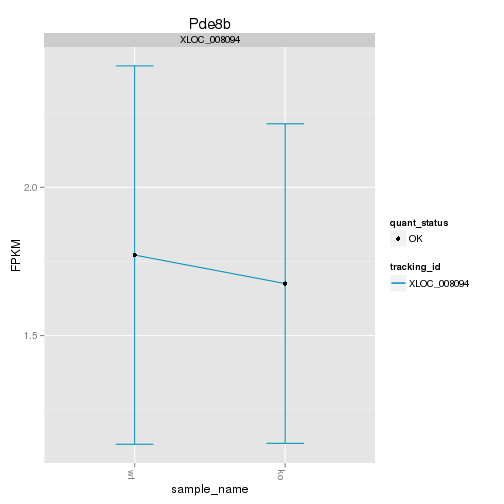 Pde8b
XLOC_008094
2.0
1.5
FPKM
wt
ko
sample_name
quant_status
OK
tracking_id
XLOC_008094